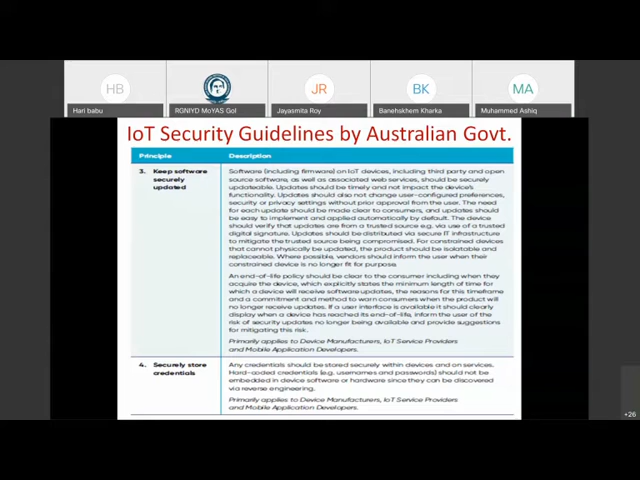 HB
JR
BK
MA
Hari babu
RGNIYD MoYAS GoI
Jayasmita Roy
Banehskhem Kharka
Muhammed Ashiq
IoT Security Guidelines by Australian Govt.
Principle Description
3. Keep software securely updated
Software (including firmware) on IoT devices, including third party and open
source software, as well as associated web services, should be securely
updateable. Updates should be timely and not impact the device's
functionality. Updates should also not change user-configured preferences,
security or privacy settings without prior approval from the user. The need
for each update should be made clear to consumers, and updates should
be easy to implement and applied automatically by default. The device
should verify that updates are from a trusted source e.g. via use of a trusted
digital signature. Updates should be distributed via secure IT infrastructure
to mitigate the trusted source being compromised. For constrained devices
that cannot physically be updated, the product should be isolatable and
replaceable. Where possible, vendors should inform the user when their
constrained device is no longer fit for purpose.
An end-of-life policy should be clear to the consumer including when they
acquire the device, which explicitly states the minimum length of time for
which a device will receive software updates, the reasons for this timeframe
and a commitment and method to warn consumers when the product will
no longer receive updates. If a user interface is available it should clearly
display when a device has reached its end-of-life, inform the user of the
risk of security updates no longer being available and provide suggestions
for mitigating this risk.
Primarily applies to Device Manufacturers, IoT Service Providers
and Mobile Application Developers.
4. Securely store credentials
Any credentials should be stored securely within devices and on services.
Hard-coded credentials (e.g. usernames and passwords) should not be
embedded in device software or hardware since they can be discovered
via reverse engineering.
Primarily applies to Device Manufacturers, IoT Service Providers
and Mobile Application Developers.
+26